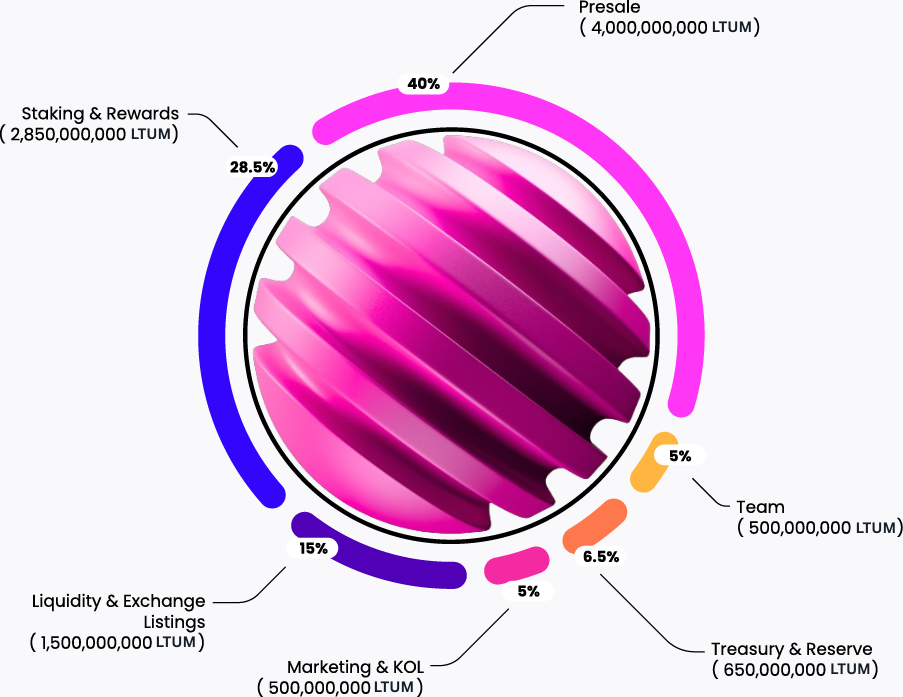 Presale
( 4,000,000,000 LTUM )
40%
Staking & Rewards
( 2,850,000,000 LTUM)
28.5%
5%
Team
( 500,000,000 LTUM)
6.5%
Treasury & Reserve
( 650,000,000 LTUM)
5%
Marketing & KOL
( 500,000,000 LTUM)
15%
Liquidity & Exchange
Listings
( 1,500,000,000 LTUM)